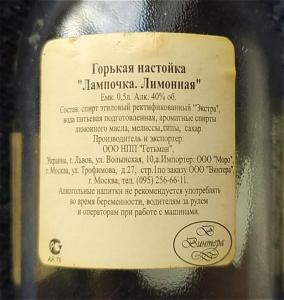 Горькая настойка
"Лампочка. Лимонная"
Емк. 0,5л. Алк. 40% об.
Состав: спирт этиловый ректификованный "Экстра",
вода питьевая подготовленная, ароматные спирты
лимонного масла, мелиссы, липы, сахар.
Производитель и экспортер:
ООО НПП "Гетьман".
Украина, г. Львов, ул. Волынская, 10,а.Импортер: ООО "Моро",
г.Москва, ул. Трофимова, д.27, стр.1по заказу ООО "Винтера".
г. Москва, тел. (095) 256-66-11.
Алкогольные напитки не рекомендуется употреблять
во время беременности, водителям за рулем
и операторам при работе с машинами.
В
Винтера